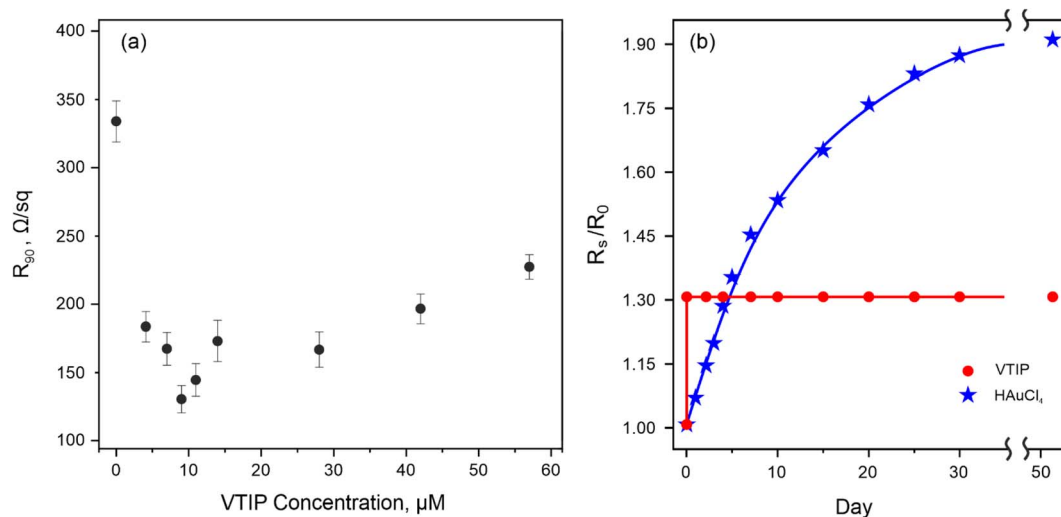 (a)
400
350
300
250
200
150
100
R₉₀, Ω/sq
0 10 20 30 40 50 60
VTIP Concentration, µM
(b)
1.90
1.75
1.60
1.45
1.30
1.15
1.00
Rₛ/R₀
VTIP
HAuCl₄
0 5 10 15 20 30 50
Day